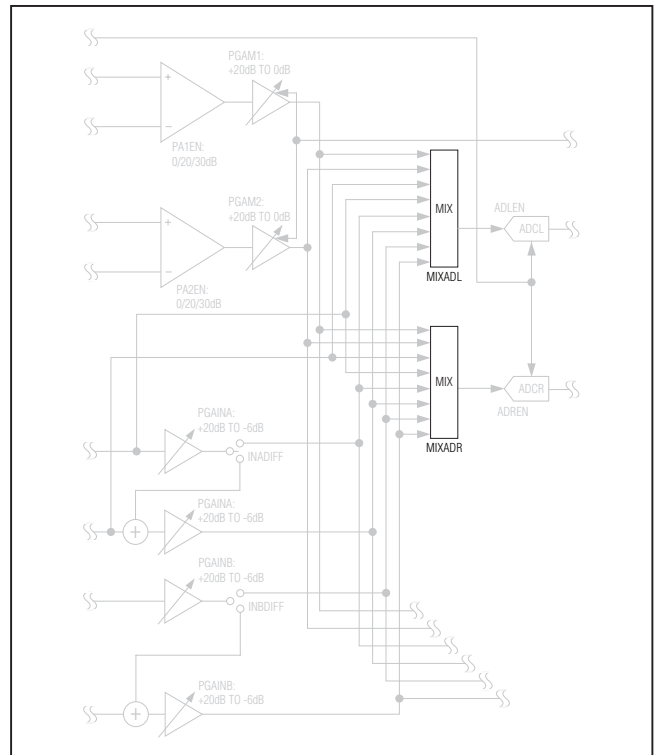 PGAM1:
+20dB TO 0dB
+
−
PA1EN:
0/20/30dB
PGAM2:
+20dB TO 0dB
+
−
PA2EN:
0/20/30dB
MIX
MIXADL
ADLEN
ADCL
MIX
MIXADR
ADCR
ADREN
PGAINA:
+20dB TO -6dB
INADIFF
PGAINA:
+20dB TO -6dB
+
PGAINB:
+20dB TO -6dB
INBDIFF
PGAINB:
+20dB TO -6dB
+